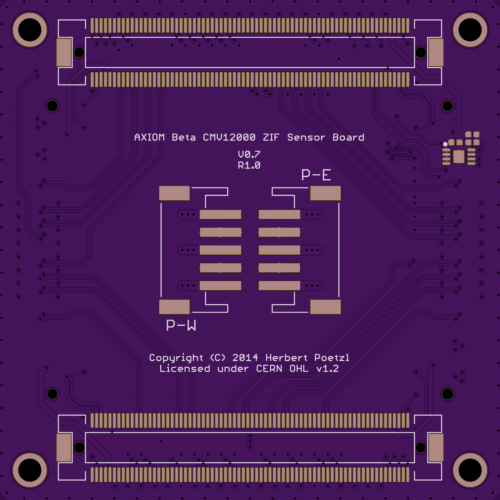 AXIOM Beta CMV12000 ZIF Sensor Board
V0.7
R1.0
P-E
P-W
Copyright (C) 2014 Herbert Poetzl
Licensed under CERN OHL v1.2